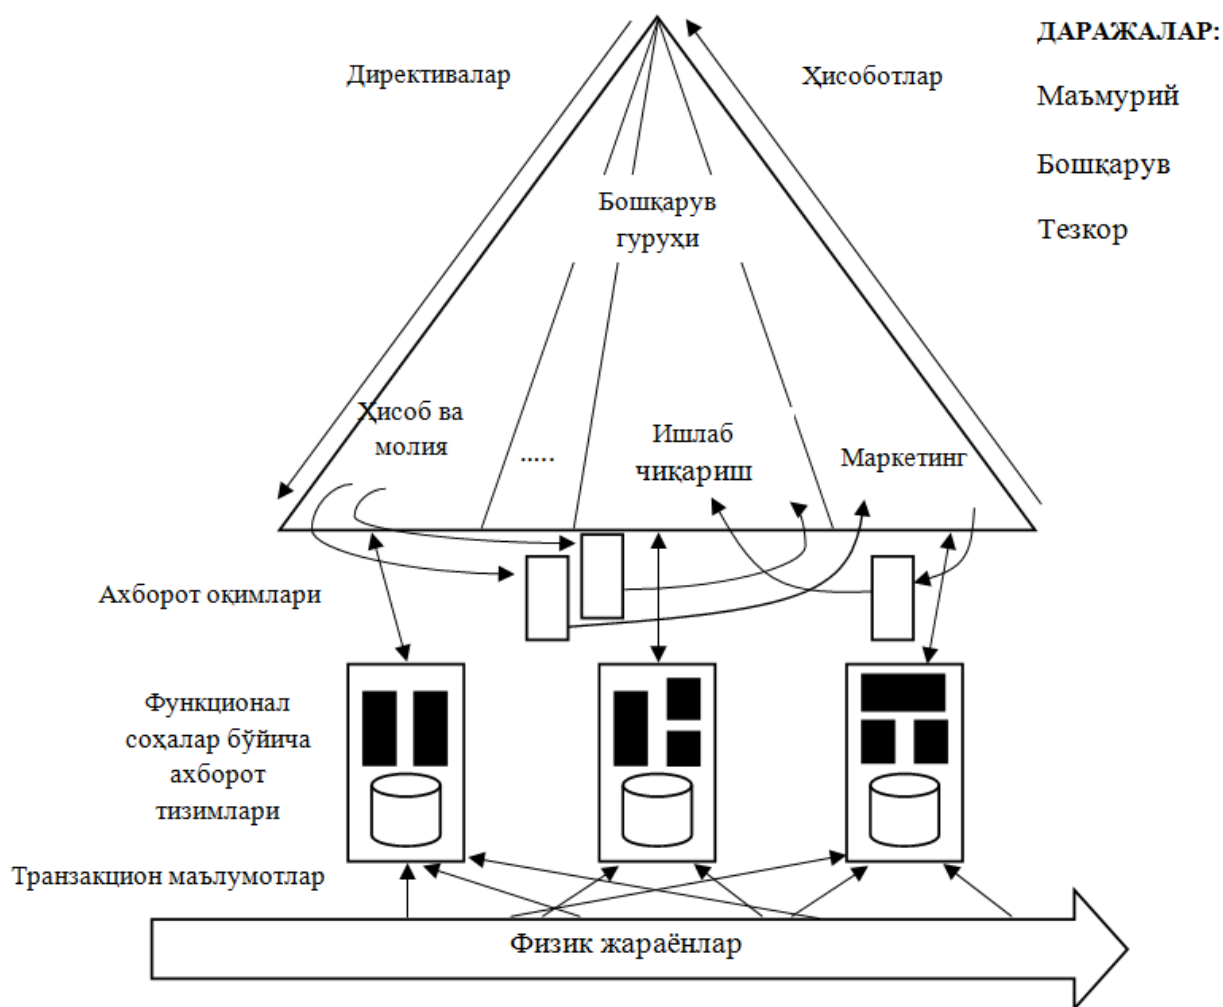 ДАРАЖАЛАР:
Директивалар
Ҳисоботлар
Маъмурий
Бошқарув
Тезкор
Бошқарув
гуруҳи
Ҳисоб ва
молия
.....
Ишлаб
чиқариш
Маркетинг
Ахборот оқимлари
Функционал
соҳалар бўйича
ахборот
тизимлари
Транзакцион маълумотлар
Физик жараёнлар